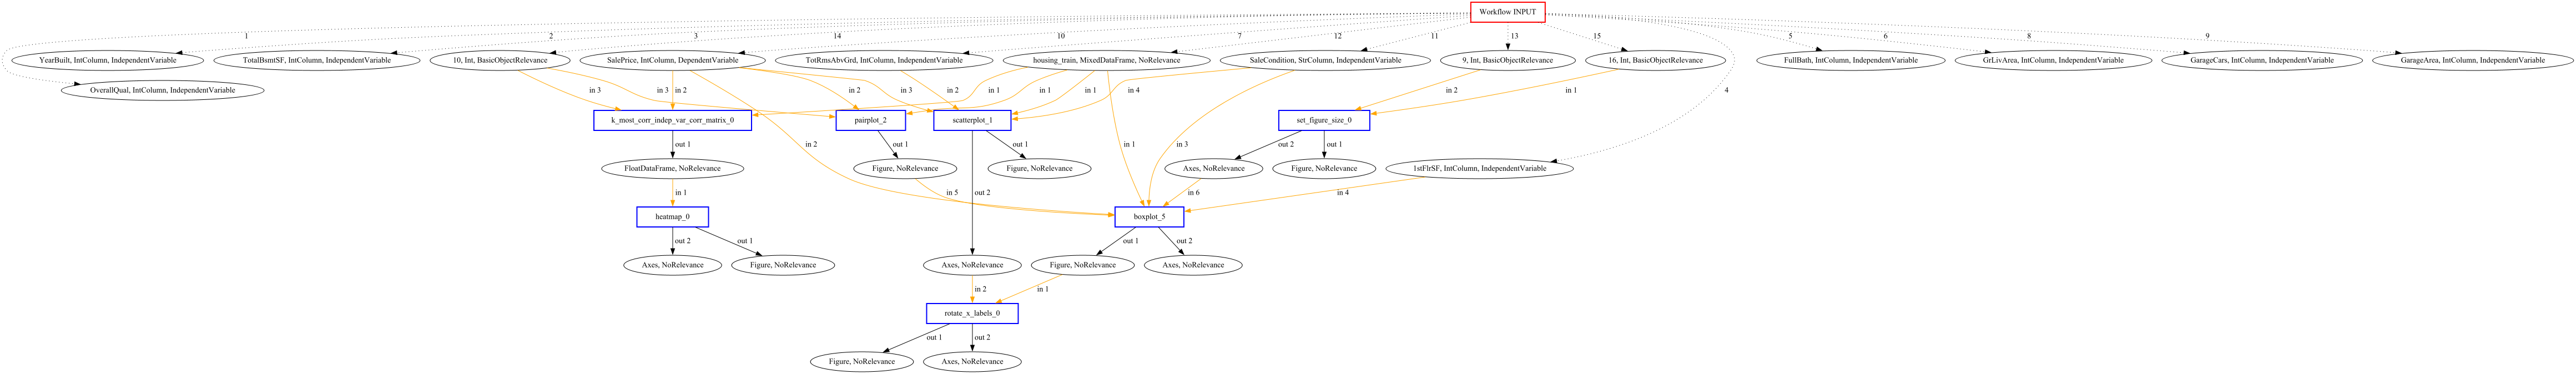 Workflow INPUT
1
2
3
14
10
7
12
11
13
15
5
6
8
9
YearBuilt, IntColumn, IndependentVariable
TotalBsmtSF, IntColumn, IndependentVariable
10, Int, BasicObjectRelevance
SalePrice, IntColumn, DependentVariable
TotRmsAbvGrd, IntColumn, IndependentVariable
housing_train, MixedDataFrame, NoRelevance
SaleCondition, StrColumn, IndependentVariable
9, Int, BasicObjectRelevance
16, Int, BasicObjectRelevance
FullBath, IntColumn, IndependentVariable
GrLivArea, IntColumn, IndependentVariable
GarageCars, IntColumn, IndependentVariable
GarageArea, IntColumn, IndependentVariable
OverallQual, IntColumn, IndependentVariable
in 3
in 3
in 2
in 2
in 3
in 2
in 1
in 1
in 1
in 4
in 2
in 1
4
k_most_corr_indep_var_corr_matrix_0
pairplot_2
scatterplot_1
set_figure_size_0
out 1
in 2
out 1
out 1
in 1
in 3
out 2
out 1
FloatDataFrame, NoRelevance
Figure, NoRelevance
Figure, NoRelevance
Axes, NoRelevance
Figure, NoRelevance
1stFlrSF, IntColumn, IndependentVariable
in 1
in 5
out 2
in 6
in 4
heatmap_0
boxplot_5
out 2
out 1
out 1
out 2
Axes, NoRelevance
Figure, NoRelevance
Axes, NoRelevance
Figure, NoRelevance
Axes, NoRelevance
in 2
in 1
rotate_x_labels_0
out 1
out 2
Figure, NoRelevance
Axes, NoRelevance